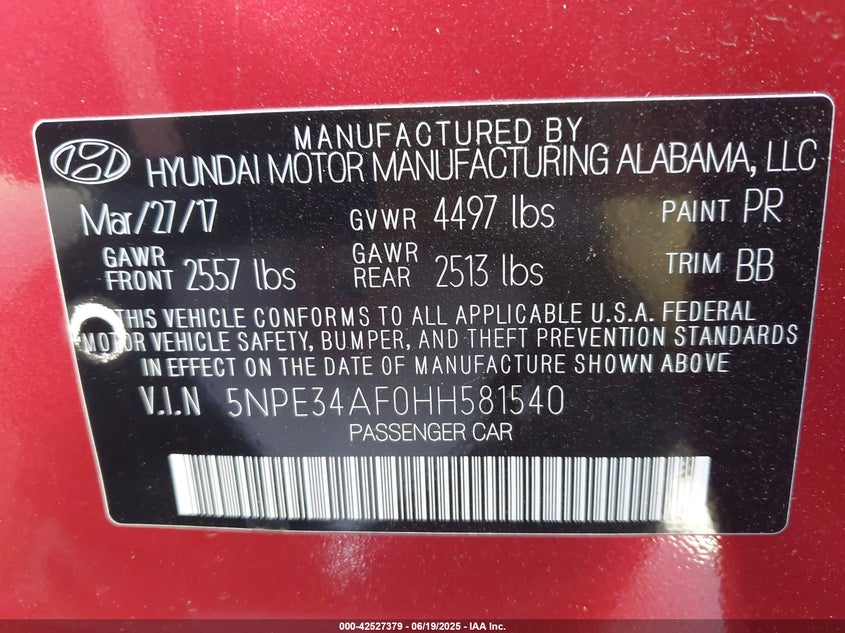 MANUFACTURED BY
HYUNDAI MOTOR MANUFACTURING ALABAMA, LLC
Mar/27/17 GVWR 4497 lbs PAINT PR
GAWR FRONT 2557 lbs GAWR REAR 2513 lbs TRIM BB
THIS VEHICLE CONFORMS TO ALL APPLICABLE U.S.A. FEDERAL
MOTOR VEHICLE SAFETY, BUMPER, AND THEFT PREVENTION STANDARDS
IN EFFECT ON THE DATE OF MANUFACTURE SHOWN ABOVE
V.I.N 5NPE34AF0HH581540
PASSENGER CAR
000-42527379 - 06/19/2025 - IAA Inc.